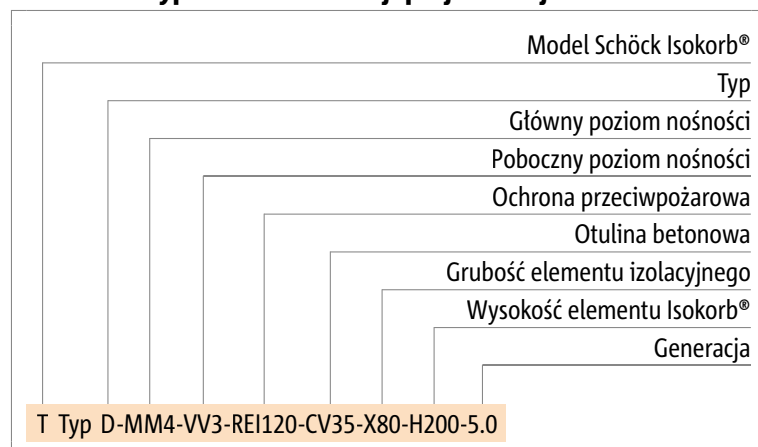 Model Schöck Isokorb®
Typ
Główny poziom nośności
Poboczny poziom nośności
Ochrona przeciwpożarowa
Otulina betonowa
Grubość elementu izolacyjnego
Wysokość elementu Isokorb®
Generacja
T Typ D-MM4-VV3-REI120-CV35-X80-H200-5.0